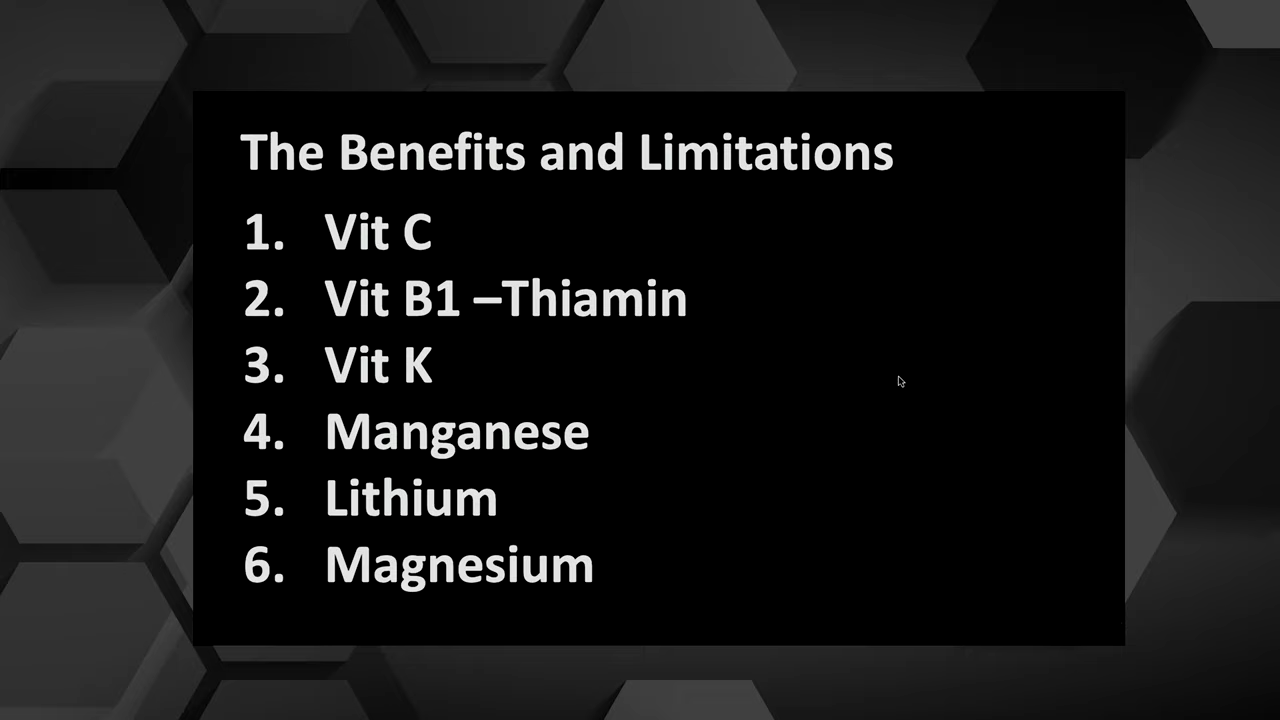 The Benefits and Limitations
1. Vit C
2. Vit B1 –Thiamin
3. Vit K
4. Manganese
5. Lithium
6. Magnesium